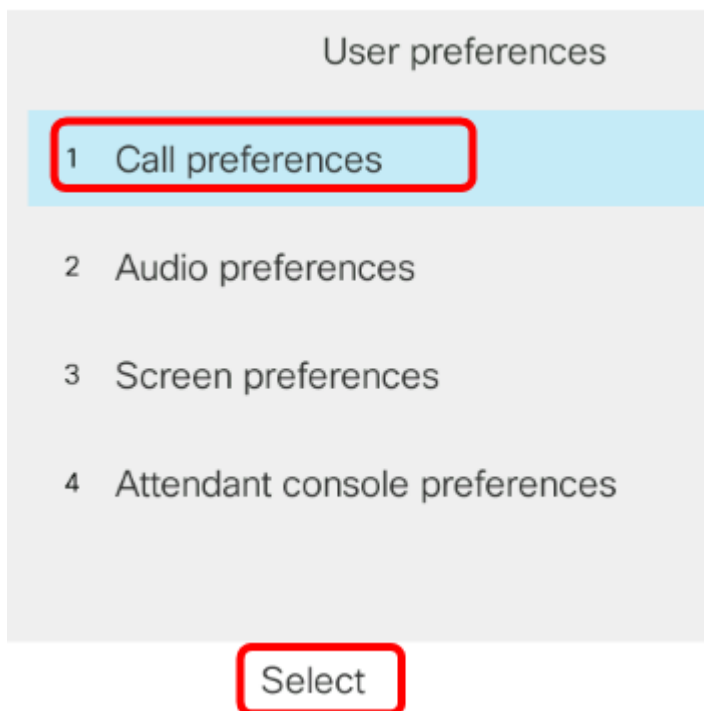 User preferences
1 Call preferences
2 Audio preferences
3 Screen preferences
4 Attendant console preferences
Select